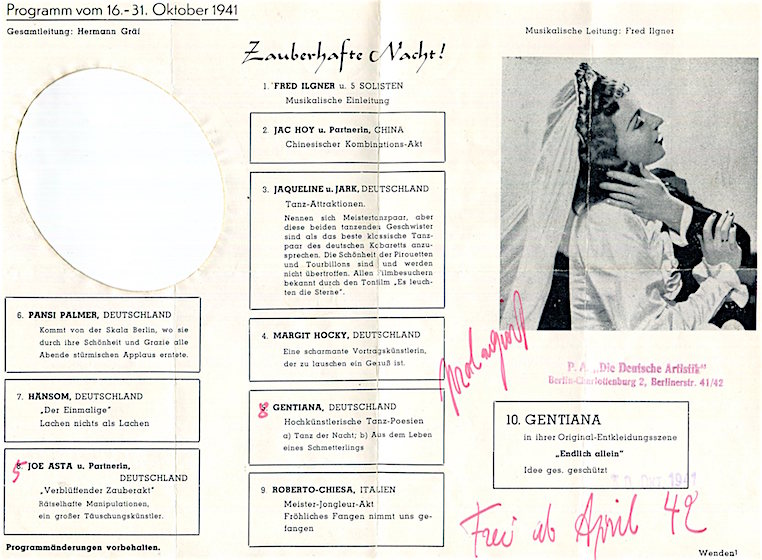 Programm vom 16.-31. Oktober 1941
Gesamtleitung: Hermann Gräf
Musikalische Leitung: Fred Ilgner
Zauberhafte Nacht!
1. FRED ILGNER u. 5 SOLISTEN
Musikalische Einleitung
2. JAC HOY u. Partnerin, CHINA
Chinesischer Kombinations-Akt
3. JAQUELINE u. JARK, DEUTSCHLAND
Tanz-Attraktionen.
Nennen sich Meistertanzpaar, aber
diese beiden tanzenden Geschwister
sind als das beste klassische Tanz-
paar des deutschen Kabaretts anzu-
sprechen. Die Schönheit der Pirouetten
und Tourbillons sind und werden
nicht übertroffen. Allen Filmbesuchern
bekannt durch den Tonfilm „Es leuch-
ten die Sterne".
4. MARGIT HOCKY, DEUTSCHLAND
Eine scharmante Vortragskünstlerin,
der zu lauschen ein Genuß ist.
8 GENTIANA, DEUTSCHLAND
Hochkünstlerische Tanz-Poesien
a) Tanz der Nacht; b) Aus dem Leben
eines Schmetterlings
6. PANSI PALMER, DEUTSCHLAND
Kommt von der Skala Berlin, wo sie
durch ihre Schönheit und Grazie alle
Abende stürmischen Applaus erntete.
7. HÄNSOM, DEUTSCHLAND
„Der Einmalige"
Lachen nichts als Lachen
5 8. JOE ASTA u. Partnerin,
DEUTSCHLAND
„Verblüffender Zauberakt"
Rätselhafte Manipulationen,
ein großer Täuschungskünstler.
9. ROBERTO-CHIESA, ITALIEN
Meister-Jongleur-Akt
Fröhliches Fangen nimmt uns ge-
fangen
P. A. „Die Deutsche Artistik"
Berlin-Charlottenburg 2, Berlinerstr. 41/42
10. GENTIANA
in ihrer Original-Entkleidungsszene
„Endlich allein"
Idee ges. geschützt
1941
Frei ab April 42
Programmänderungen vorbehalten.
Wenden!